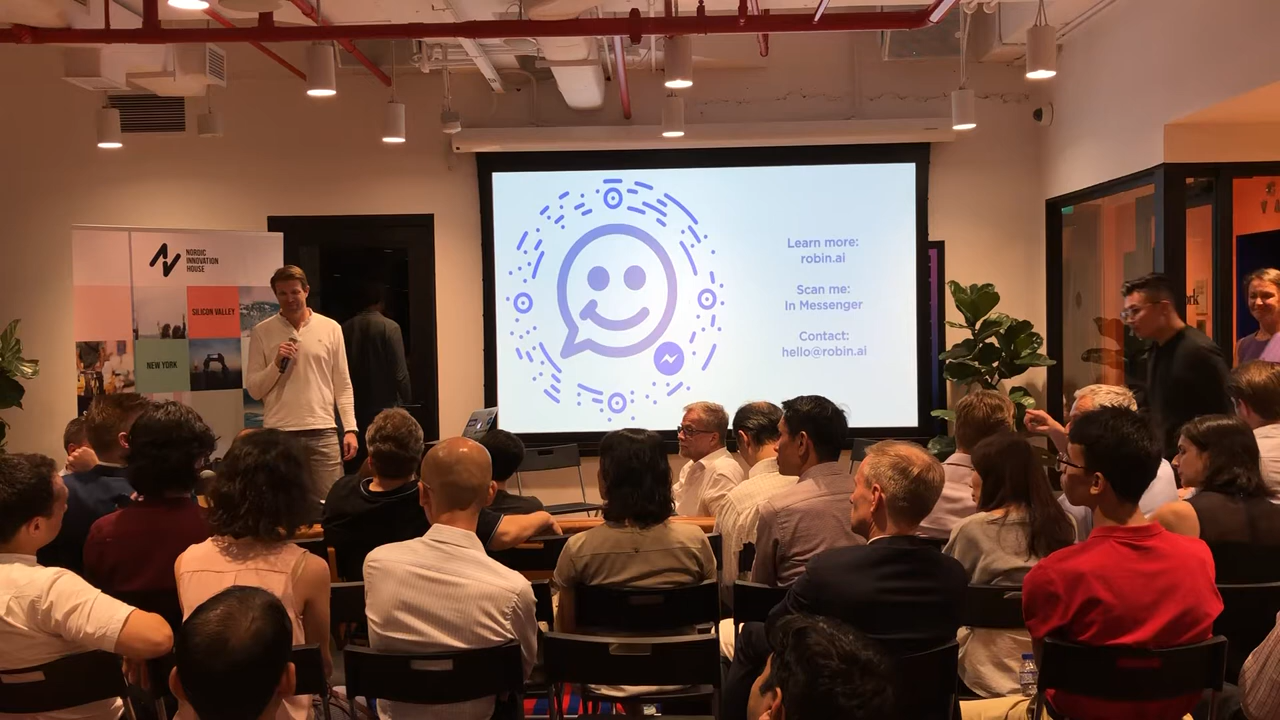 NORDIC
INNOVATION
HOUSE
SILICON VALLEY
NEW YORK
Learn more:
robin.ai
Scan me:
In Messenger
Contact:
hello@robin.ai